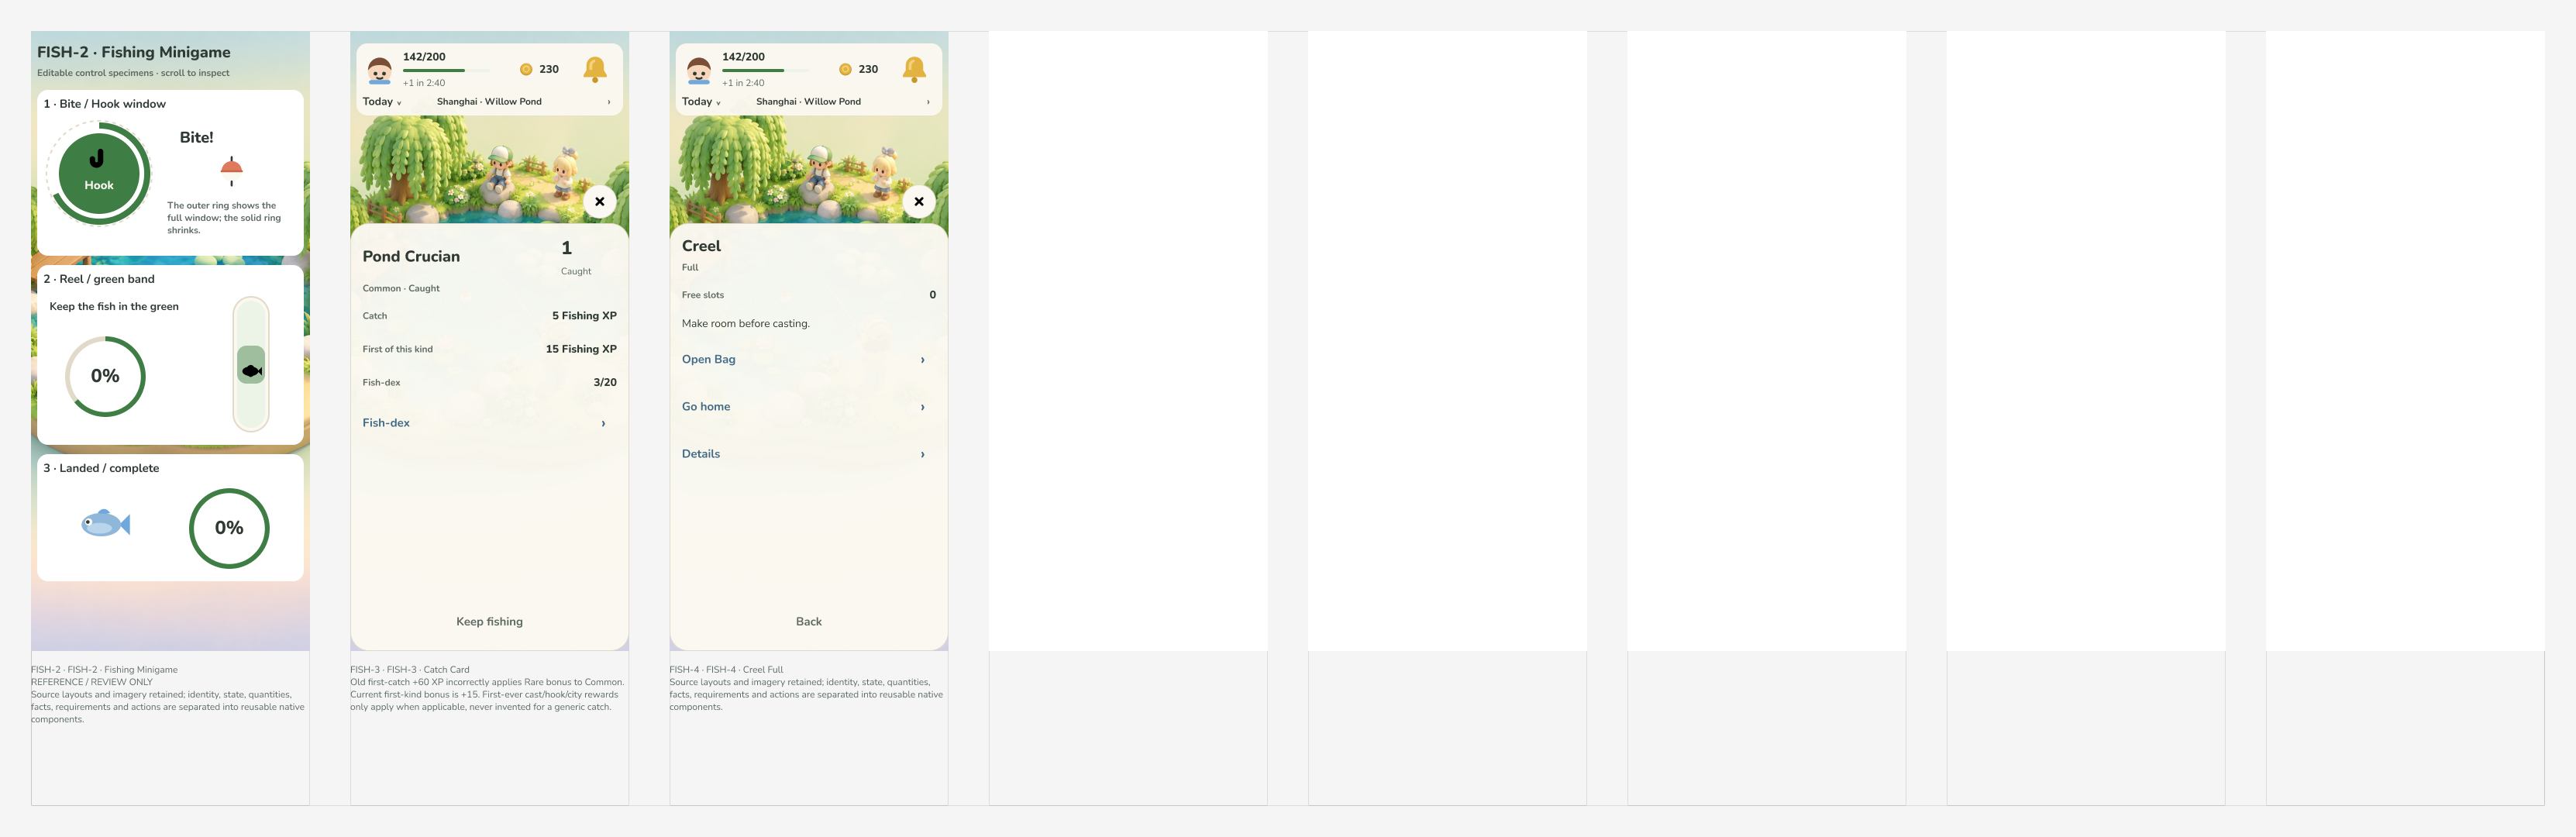 FISH-2 · Fishing Minigame
Editable control specimens · scroll to inspect
1 · Bite / Hook window
Hook
Bite!
The outer ring shows the
full window; the solid ring
shrinks.
2 · Reel / green band
Keep the fish in the green
0%
3 · Landed / complete
0%
FISH-2 · FISH-2 · Fishing Minigame
REFERENCE / REVIEW ONLY
Source layouts and imagery retained; identity, state, quantities,
facts, requirements and actions are separated into reusable native
components.
142/200
+1 in 2:40
230
Today v
Shanghai · Willow Pond
›
Pond Crucian
1
Caught
Common · Caught
Catch
5 Fishing XP
First of this kind
15 Fishing XP
Fish-dex
3/20
Fish-dex
›
Keep fishing
FISH-3 · FISH-3 · Catch Card
Old first-catch +60 XP incorrectly applies Rare bonus to Common.
Current first-kind bonus is +15. First-ever cast/hook/city rewards
only apply when applicable, never invented for a generic catch.
142/200
+1 in 2:40
230
Today v
Shanghai · Willow Pond
›
Creel
Full
Free slots
0
Make room before casting.
Open Bag
›
Go home
›
Details
›
Back
FISH-4 · FISH-4 · Creel Full
Source layouts and imagery retained; identity, state, quantities,
facts, requirements and actions are separated into reusable native
components.